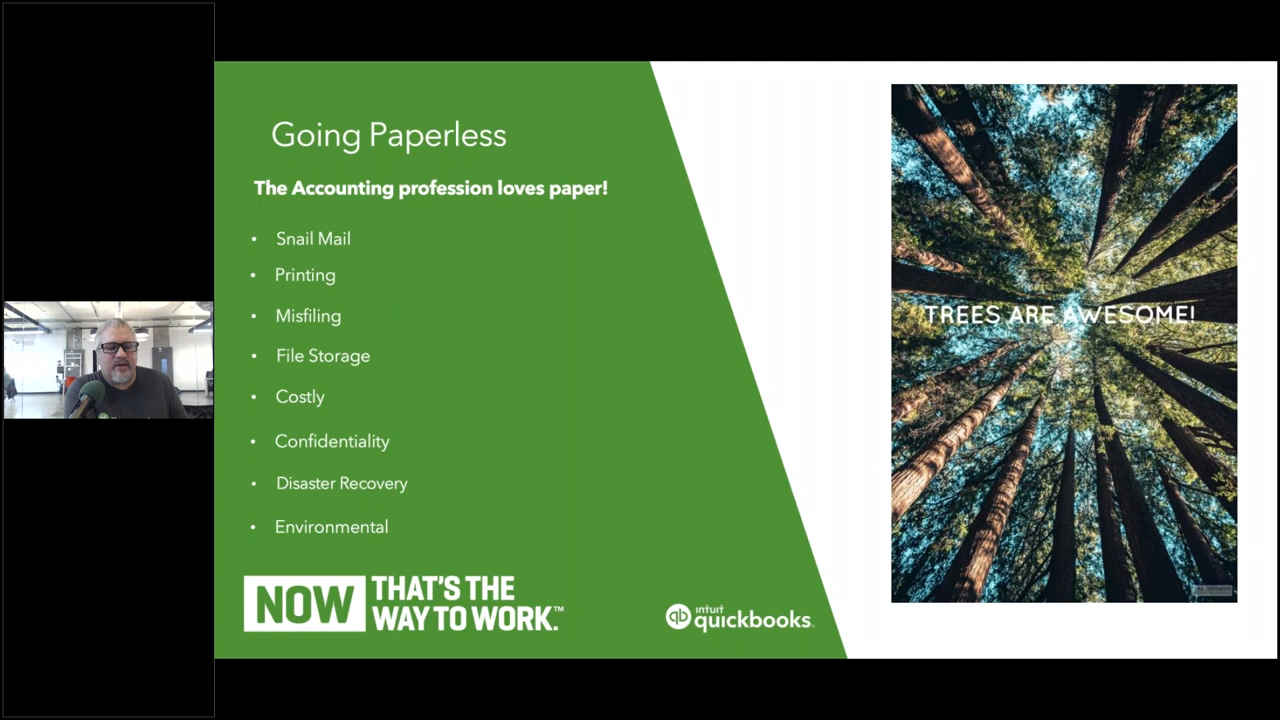 Going Paperless
The Accounting profession loves paper!
• Snail Mail
• Printing
• Misfiling
• File Storage
• Costly
• Confidentiality
• Disaster Recovery
• Environmental
NOW THAT'S THE
WAY TO WORK.™
qb intuit
quickbooks.
TREES ARE AWESOME!